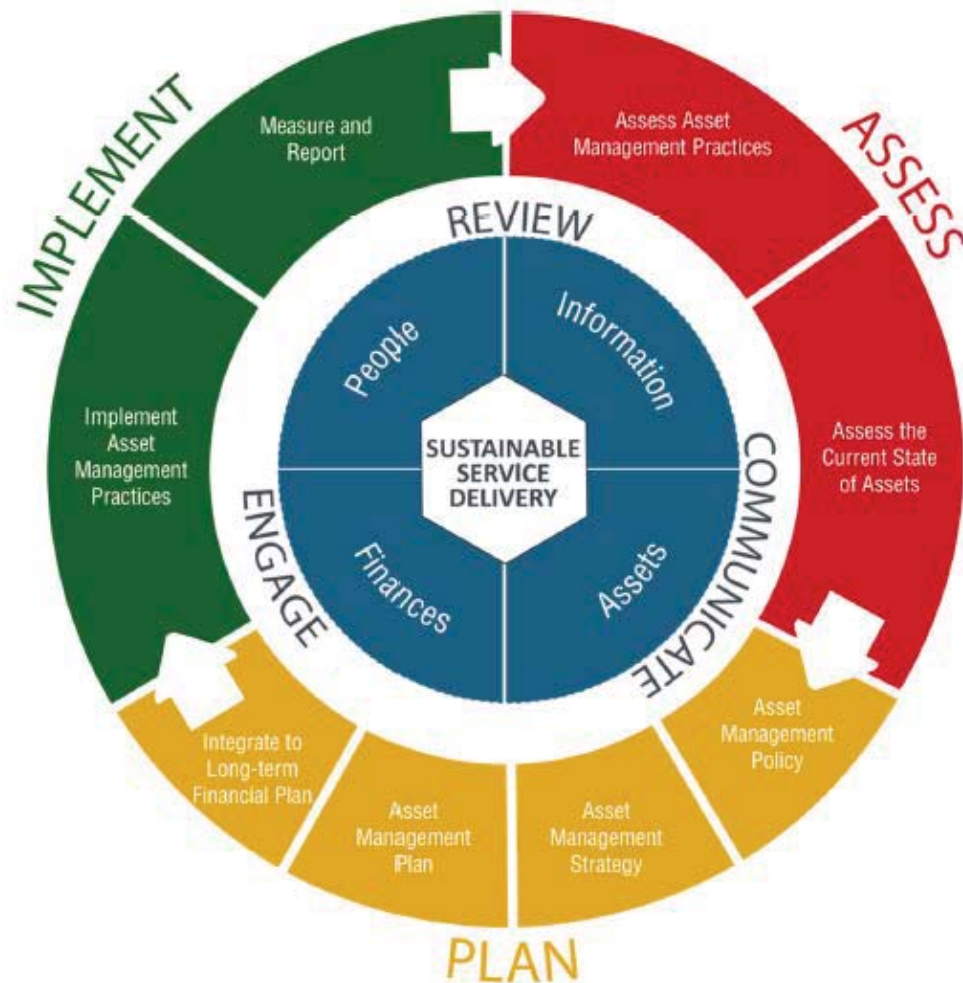 IMPLEMENT
Measure and
Report
Assess Asset
Management Practices
ASSESS
REVIEW
People
Information
Implement
Asset
Management
Practices
SUSTAINABLE
SERVICE
DELIVERY
Assess the
Current State
of Assets
ENGAGE
Finances
Assets
COMMUNICATE
Integrate to
Long-term
Financial Plan
Asset
Management
Plan
Asset
Management
Strategy
Asset
Management
Policy
PLAN